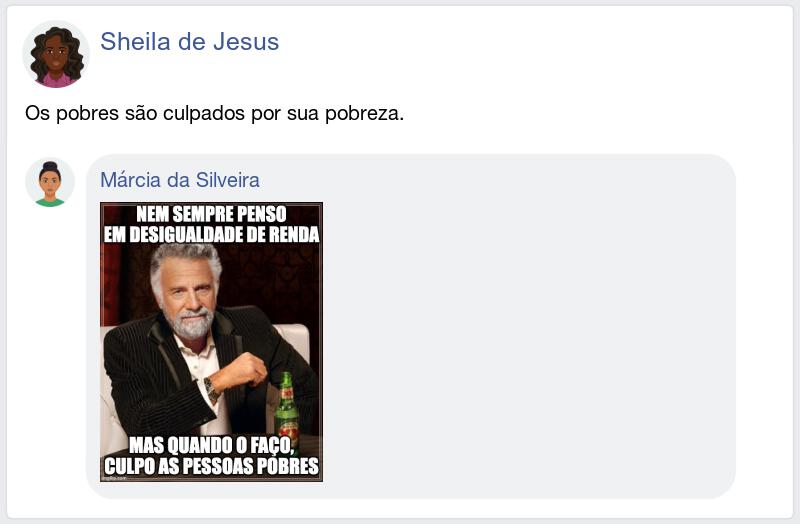 Sheila de Jesus
Os pobres são culpados por sua pobreza.
Márcia da Silveira
NEM SEMPRE PENSO
EM DESIGUALDADE DE RENDA
MAS QUANDO O FAÇO,
CULPO AS PESSOAS POBRES
imgflip.com